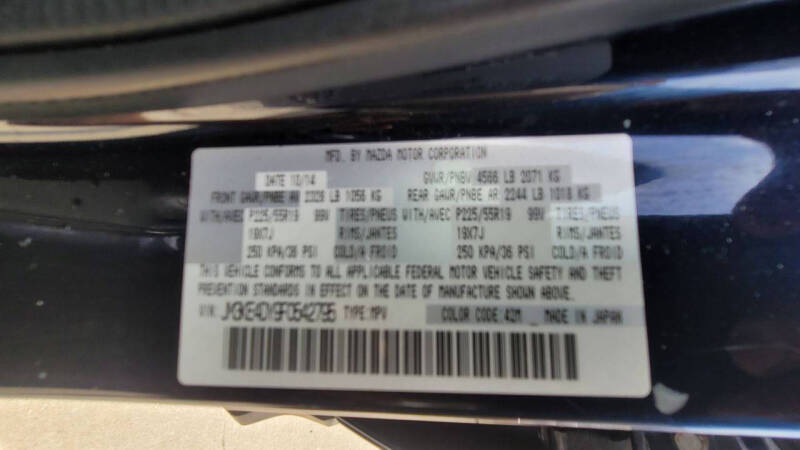 MFD. BY MAZDA MOTOR CORPORATION
DATE 10/14 GVWR/PNBV 4566 LB 2071 KG
FRONT GAWR/PNBE AV 2328 LB 1056 KG REAR GAWR/PNBE AR 2244 LB 1018 KG
WITH/AVEC P225/55R19 99V TIRES/PNEUS WITH/AVEC P225/55R19 99V TIRES/PNEUS
19X7J RIMS/JANTES 19X7J RIMS/JANTES
250 KPA/36 PSI COLD/A FROID 250 KPA/36 PSI COLD/A FROID
THIS VEHICLE CONFORMS TO ALL APPLICABLE FEDERAL MOTOR VEHICLE SAFETY AND THEFT
PREVENTION STANDARDS IN EFFECT ON THE DATE OF MANUFACTURE SHOWN ABOVE.
VIN: JM3KE4DY9F0542795 TYPE:MPV COLOR CODE:42M MADE IN JAPAN